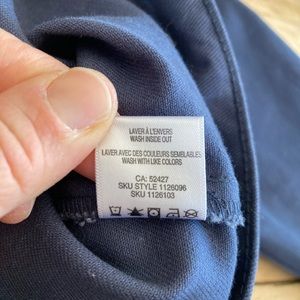 LAVER À L'ENVERS
WASH INSIDE OUT
LAVER AVEC DES COULEURS SEMBLABLES
WASH WITH LIKE COLORS
CA: 52427
SKU STYLE 1126096
SKU 1126103